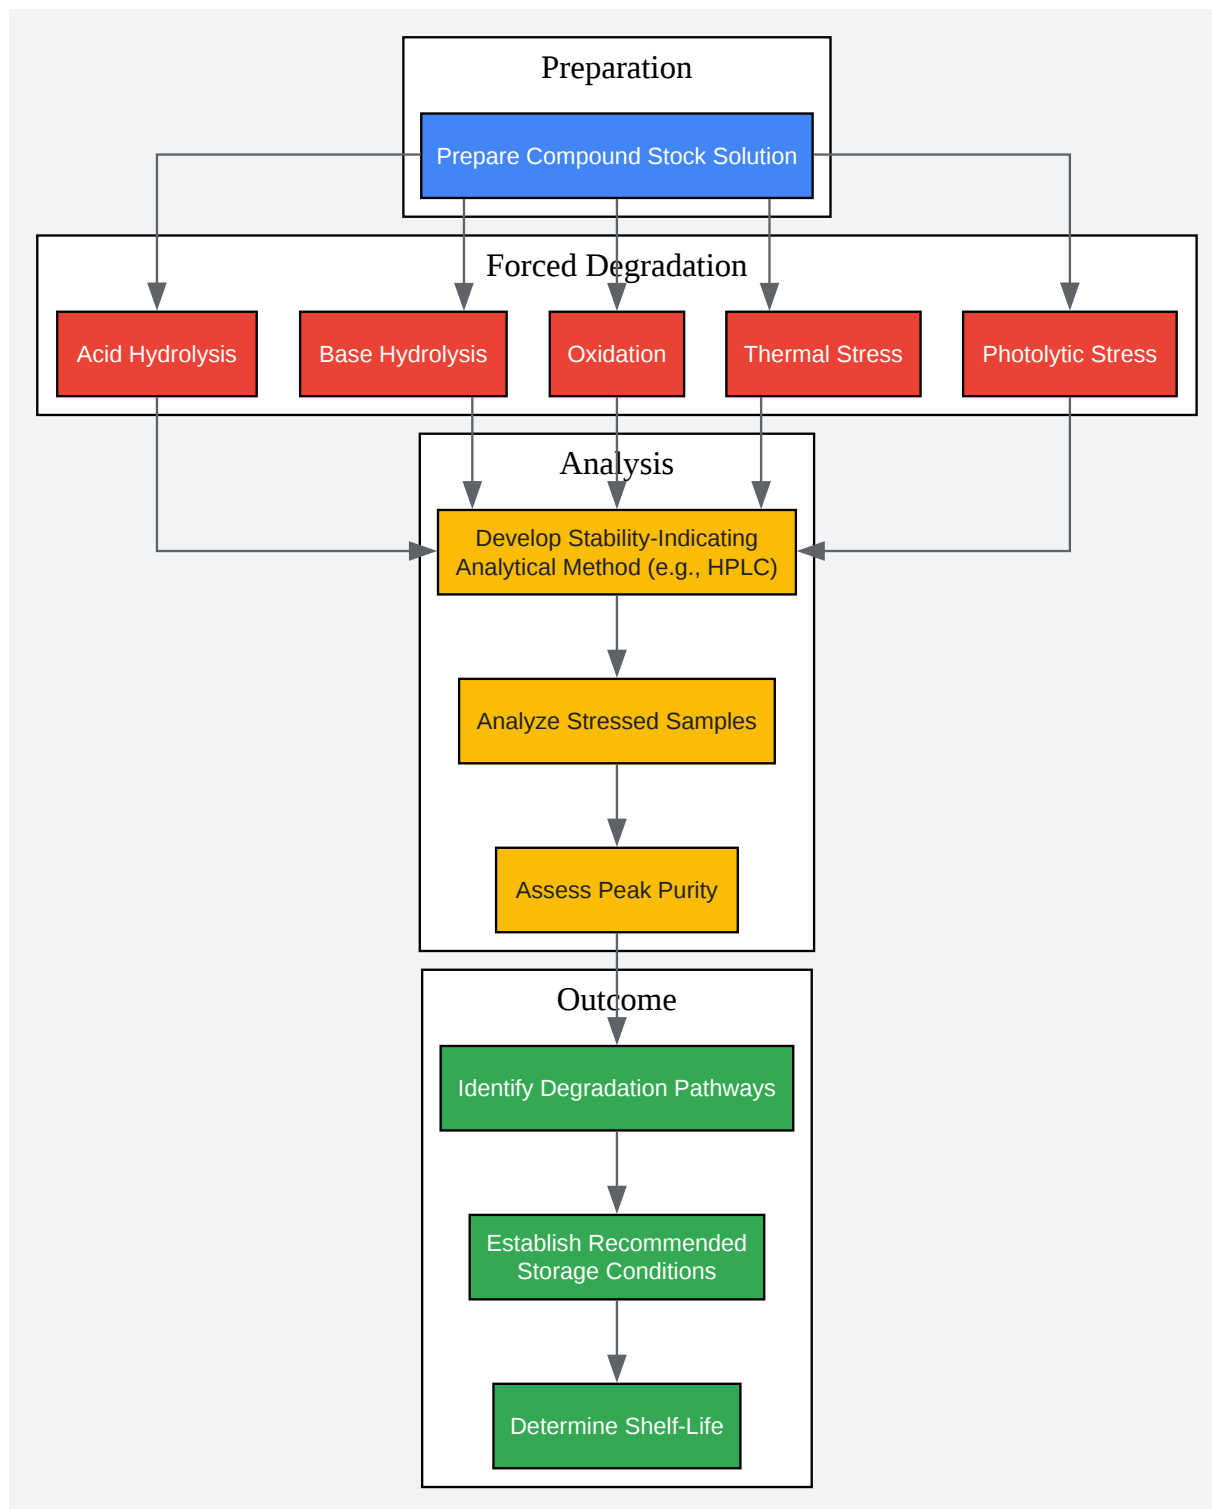 Preparation
Prepare Compound Stock Solution
Forced Degradation
Acid Hydrolysis
Base Hydrolysis
Oxidation
Thermal Stress
Photolytic Stress
Analysis
Develop Stability-Indicating
Analytical Method (e.g., HPLC)
Analyze Stressed Samples
Assess Peak Purity
Outcome
Identify Degradation Pathways
Establish Recommended
Storage Conditions
Determine Shelf-Life